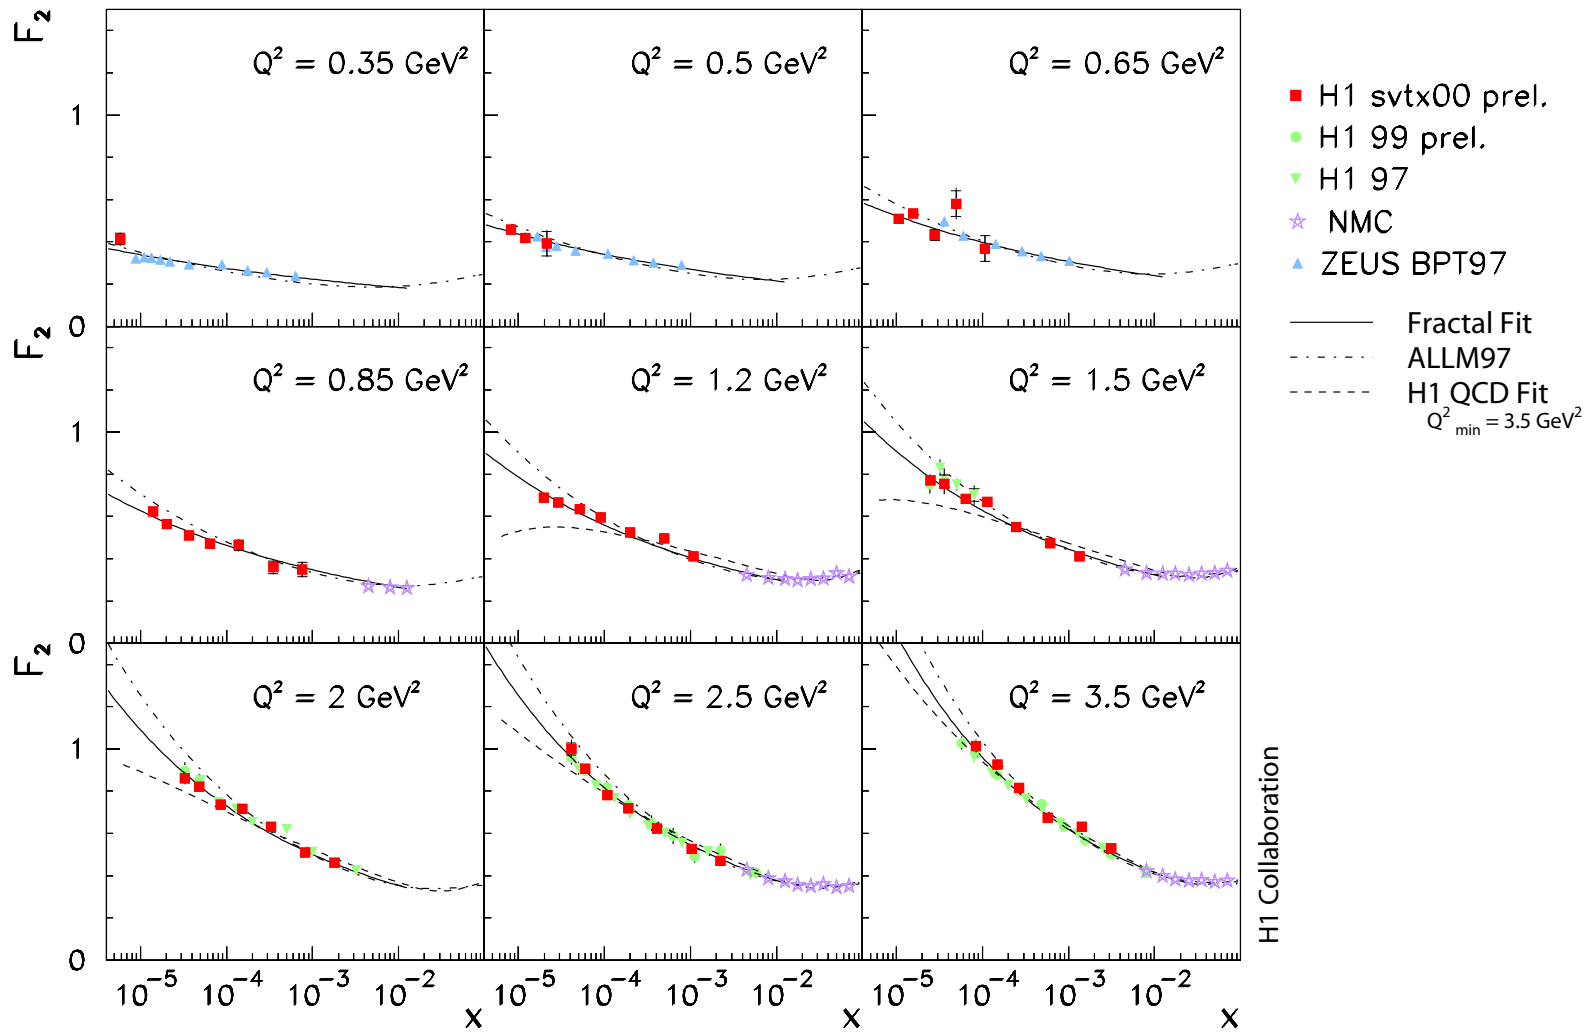 F₂
Q² = 0.35 GeV²
Q² = 0.5 GeV²
Q² = 0.65 GeV²
1
0
H1 svtx00 prel.
H1 99 prel.
H1 97
NMC
ZEUS BPT97
Fractal Fit
ALLM97
H1 QCD Fit
Q² min = 3.5 GeV²
F₂
Q² = 0.85 GeV²
Q² = 1.2 GeV²
Q² = 1.5 GeV²
1
0
F₂
Q² = 2 GeV²
Q² = 2.5 GeV²
Q² = 3.5 GeV²
1
0
10⁻⁵ 10⁻⁴ 10⁻³ 10⁻² 10⁻⁵ 10⁻⁴ 10⁻³ 10⁻² 10⁻⁵ 10⁻⁴ 10⁻³ 10⁻²
x x x
H1 Collaboration